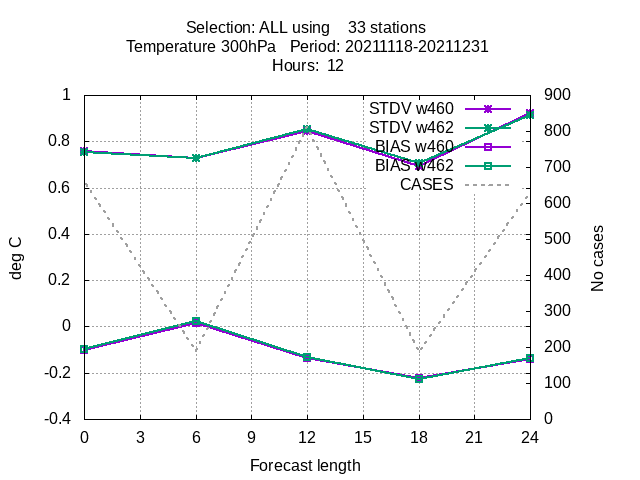 Selection: ALL using    33 stations
Temperature 300hPa   Period: 20211118-20211231
Hours:  12
1
0.8
0.6
0.4
0.2
0
-0.2
-0.4
deg C
STDV w460
STDV w462
BIAS w460
BIAS w462
CASES
900
800
700
600
500
400
300
200
100
0
No cases
0 3 6 9 12 15 18 21 24
Forecast length